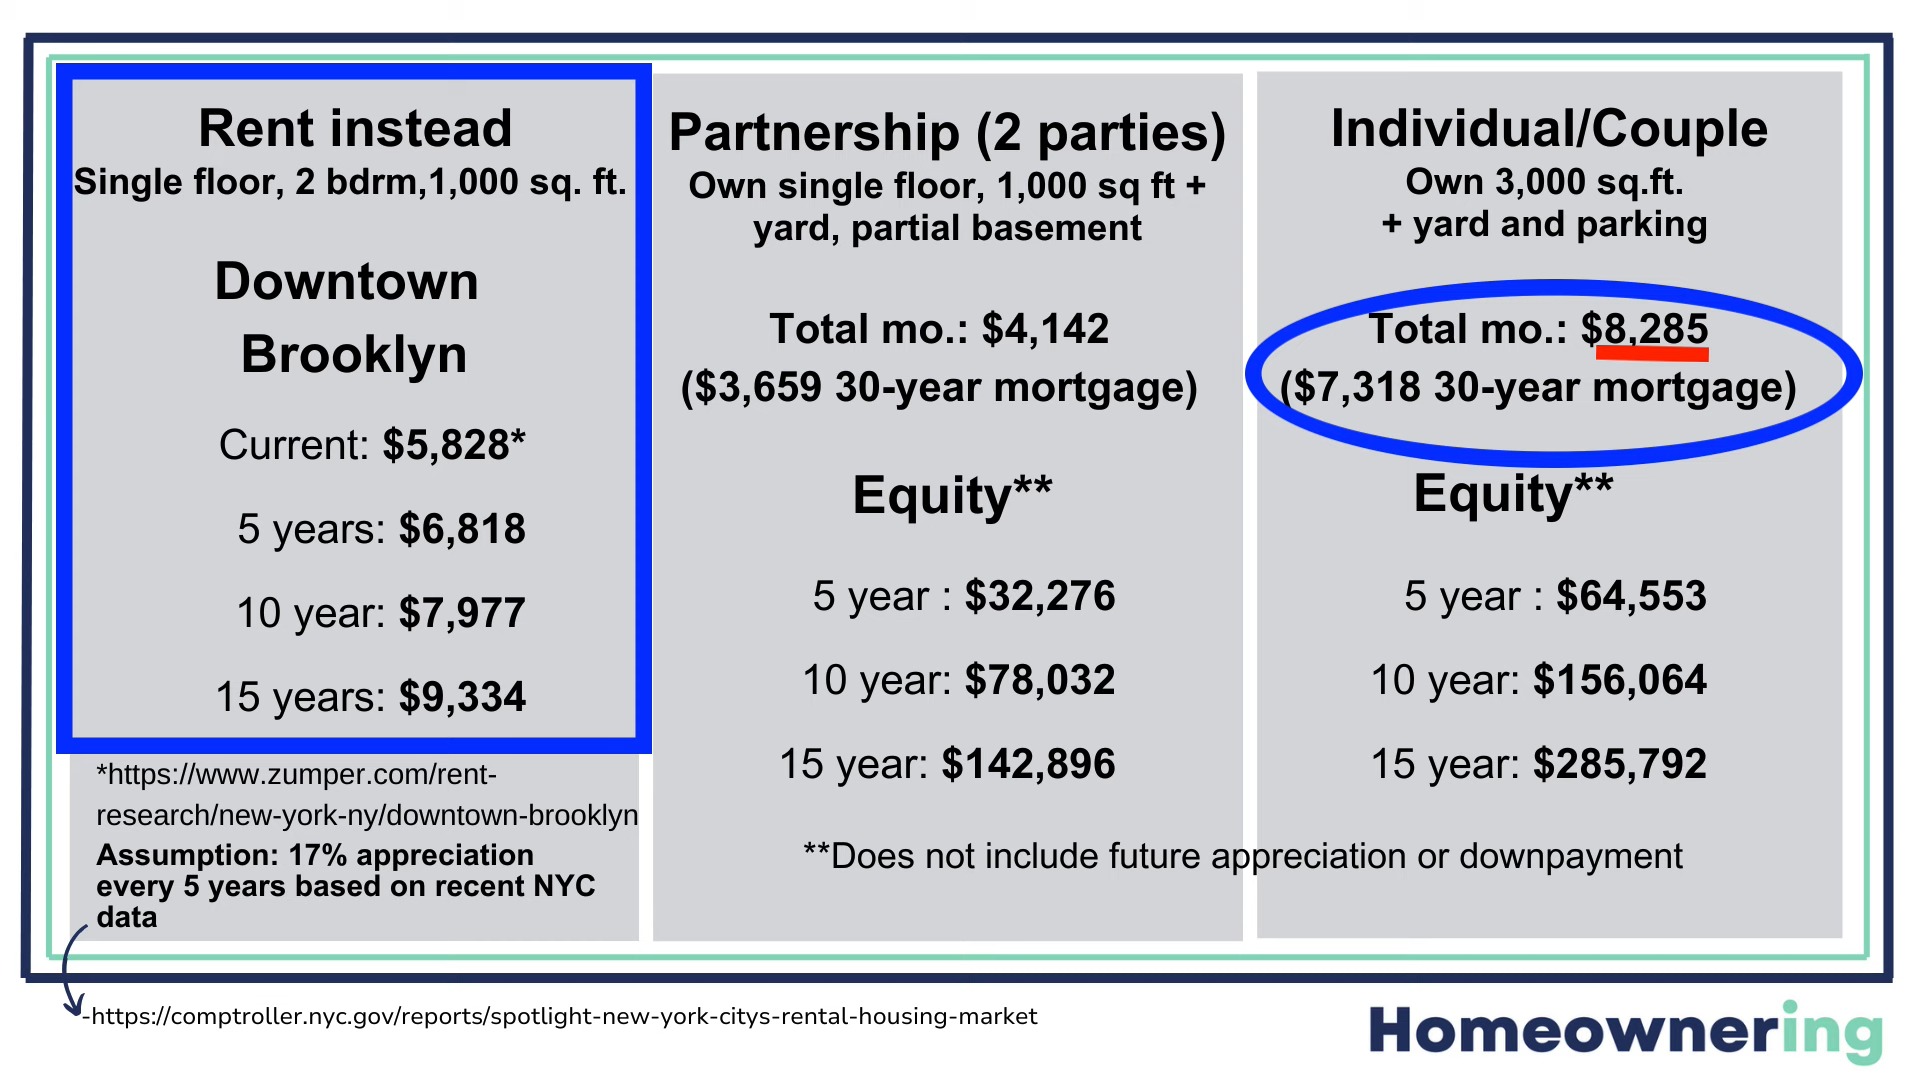 Rent instead
Single floor, 2 bdrm,1,000 sq. ft.
Downtown
Brooklyn
Current: $5,828*
5 years: $6,818
10 year: $7,977
15 years: $9,334
*https://www.zumper.com/rent-
research/new-york-ny/downtown-brooklyn
Assumption: 17% appreciation
every 5 years based on recent NYC
data
Partnership (2 parties)
Own single floor, 1,000 sq ft +
yard, partial basement
Total mo.: $4,142
($3,659 30-year mortgage)
Equity**
5 year : $32,276
10 year: $78,032
15 year: $142,896
Individual/Couple
Own 3,000 sq.ft.
+ yard and parking
Total mo.: $8,285
($7,318 30-year mortgage)
Equity**
5 year : $64,553
10 year: $156,064
15 year: $285,792
**Does not include future appreciation or downpayment
-https://comptroller.nyc.gov/reports/spotlight-new-york-citys-rental-housing-market
Homeownering